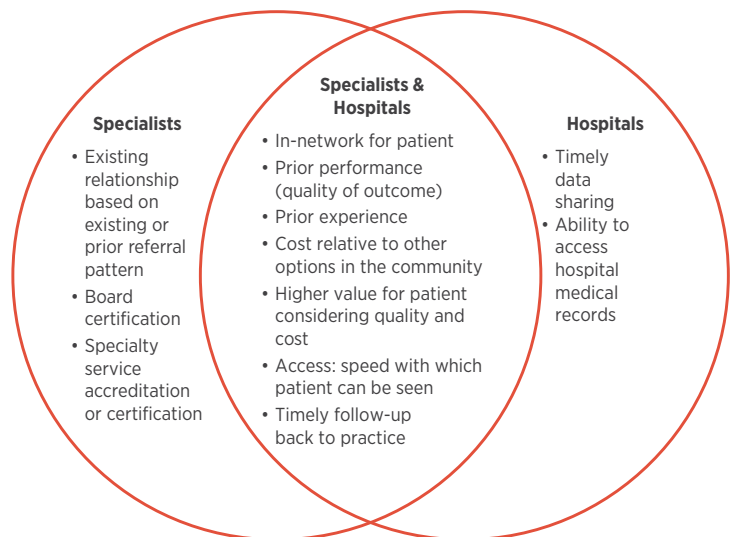 Specialists
• Existing
relationship
based on
existing or
prior referral
pattern
• Board
certification
• Specialty
service
accreditation
or certification
Specialists &
Hospitals
• In-network for patient
• Prior performance
(quality of outcome)
• Prior experience
• Cost relative to other
options in the community
• Higher value for patient
considering quality and
cost
• Access: speed with which
patient can be seen
• Timely follow-up
back to practice
Hospitals
• Timely
data
sharing
• Ability to
access
hospital
medical
records